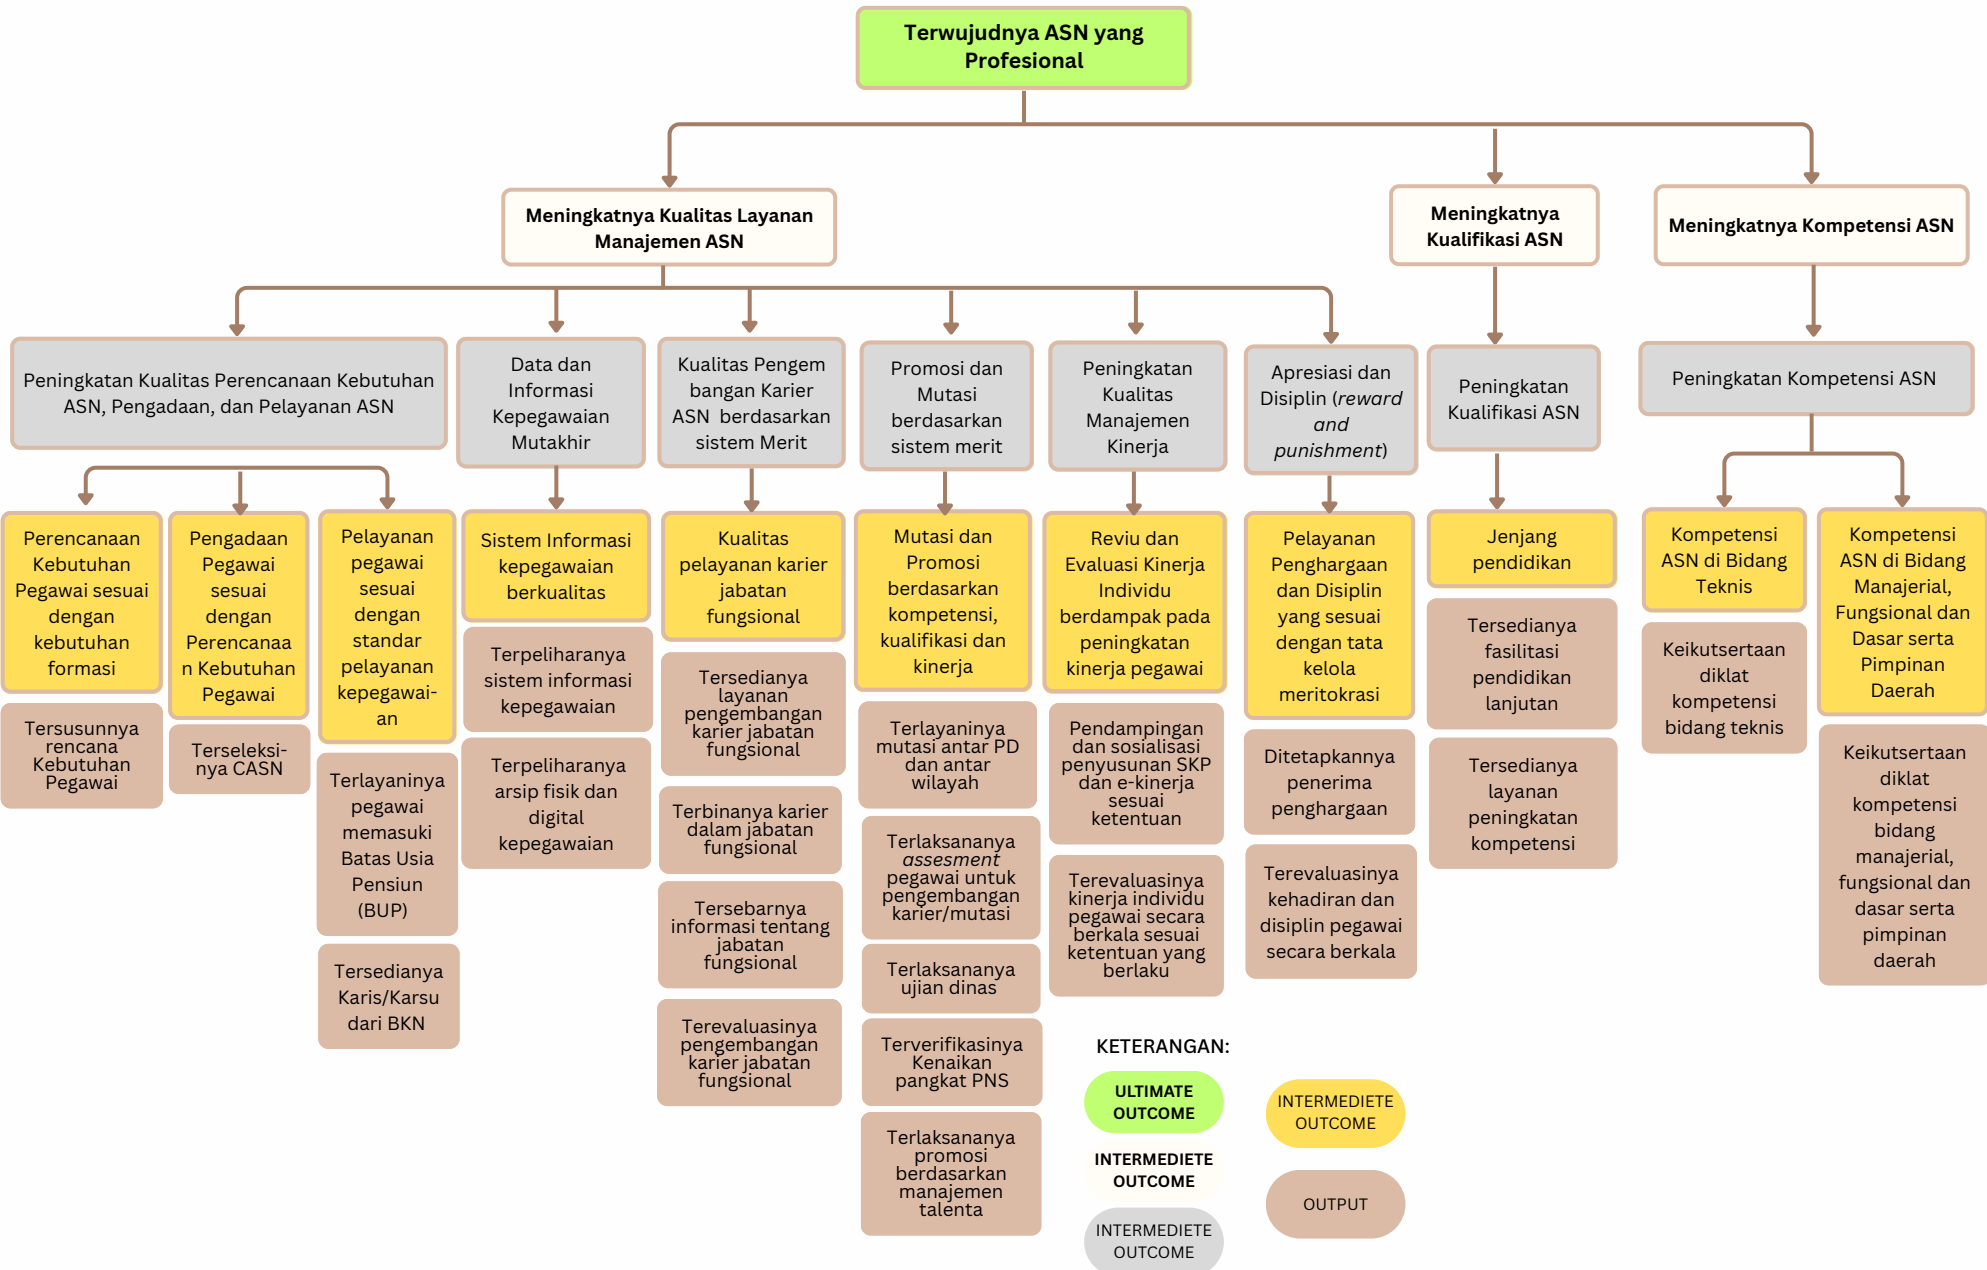 Terwujudnya ASN yang
Profesional
Meningkatnya Kualitas Layanan
Manajemen ASN
Meningkatnya
Kualifikasi ASN
Meningkatnya Kompetensi ASN
Peningkatan Kualitas Perencanaan Kebutuhan
ASN, Pengadaan, dan Pelayanan ASN
Data dan
Informasi
Kepegawaian
Mutakhir
Kualitas Pengem
bangan Karier
ASN berdasarkan
sistem Merit
Promosi dan
Mutasi
berdasarkan
sistem merit
Peningkatan
Kualitas
Manajemen
Kinerja
Apresiasi dan
Disiplin (reward
and
punishment)
Peningkatan
Kualifikasi ASN
Peningkatan Kompetensi ASN
Perencanaan
Kebutuhan
Pegawai sesuai
dengan
kebutuhan
formasi
Pengadaan
Pegawai
sesuai
dengan
Perencanaa
n Kebutuhan
Pegawai
Pelayanan
pegawai
sesuai
dengan
standar
pelayanan
kepegawai-
an
Sistem Informasi
kepegawaian
berkualitas
Kualitas
pelayanan karier
jabatan
fungsional
Mutasi dan
Promosi
berdasarkan
kompetensi,
kualifikasi dan
kinerja
Reviu dan
Evaluasi Kinerja
Individu
berdampak pada
peningkatan
kinerja pegawai
Pelayanan
Penghargaan
dan Disiplin
yang sesuai
dengan tata
kelola
meritokrasi
Jenjang
pendidikan
Kompetensi
ASN di Bidang
Teknis
Kompetensi
ASN di Bidang
Manajerial,
Fungsional dan
Dasar serta
Pimpinan
Daerah
Tersusunnya
rencana
Kebutuhan
Pegawai
Terseleksi-
nya CASN
Terlayaninya
pegawai
memasuki
Batas Usia
Pensiun
(BUP)
Tersedianya
Karis/Karsu
dari BKN
Terpeliharanya
sistem informasi
kepegawaian
Terpeliharanya
arsip fisik dan
digital
kepegawaian
Tersedianya
layanan
pengembangan
karier jabatan
fungsional
Terbinanya karier
dalam jabatan
fungsional
Tersebarnya
informasi tentang
jabatan
fungsional
Terevaluasinya
pengembangan
karier jabatan
fungsional
Terlayaninya
mutasi antar PD
dan antar
wilayah
Terlaksananya
assesment
pegawai untuk
pengembangan
karier/mutasi
Terlaksananya
ujian dinas
Terverifikasinya
Kenaikan
pangkat PNS
Terlaksananya
promosi
berdasarkan
manajemen
talenta
Pendampingan
dan sosialisasi
penyusunan SKP
dan e-kinerja
sesuai
ketentuan
Terevaluasinya
kinerja individu
pegawai secara
berkala sesuai
ketentuan yang
berlaku
Ditetapkannya
penerima
penghargaan
Terevaluasinya
kehadiran dan
disiplin pegawai
secara berkala
Tersedianya
fasilitasi
pendidikan
lanjutan
Tersedianya
layanan
peningkatan
kompetensi
Keikutsertaan
diklat
kompetensi
bidang teknis
Keikutsertaan
diklat
kompetensi
bidang
manajerial,
fungsional dan
dasar serta
pimpinan
daerah
KETERANGAN:
ULTIMATE
OUTCOME
INTERMEDIETE
OUTCOME
INTERMEDIETE
OUTCOME
INTERMEDIETE
OUTCOME
OUTPUT